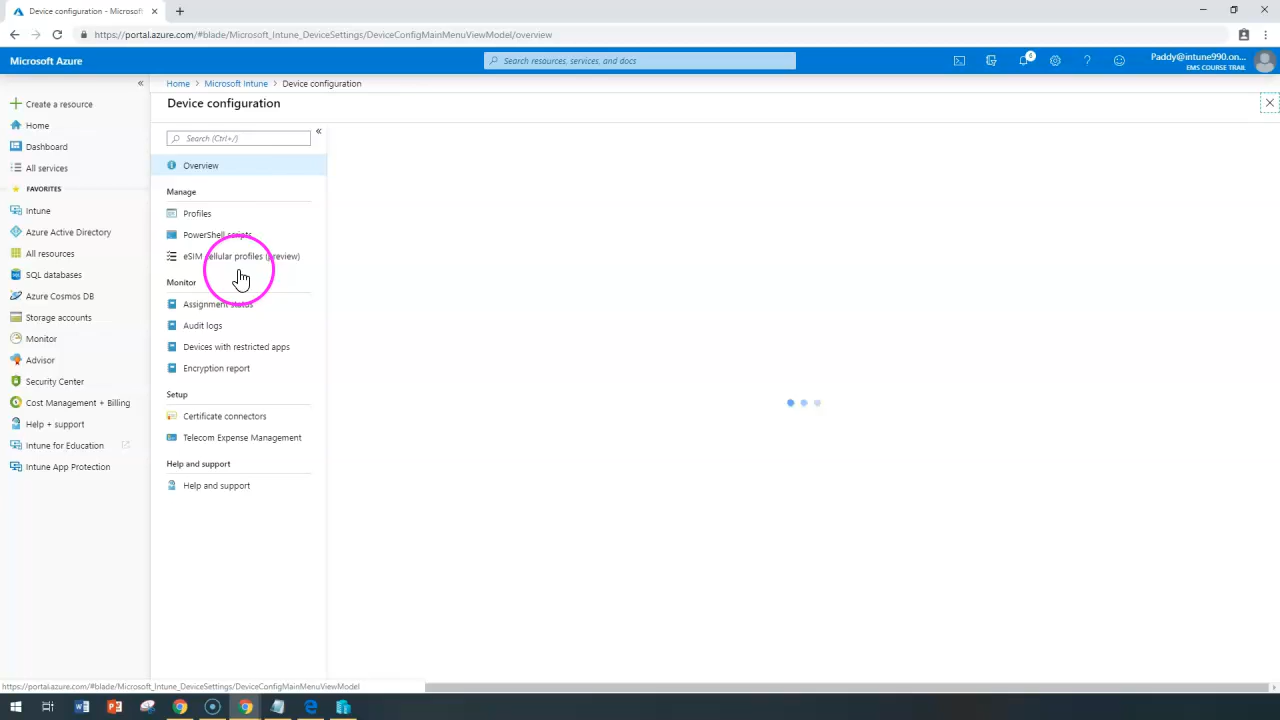 Device configuration - Microsof
https://portal.azure.com/#blade/Microsoft_Intune_DeviceSettings/DeviceConfigMainMenuViewModel/overview
Microsoft Azure
Search resources, services, and docs
6
Paddy@intune990.on...
EMS COURSE TRAIL
Create a resource
Home
Dashboard
All services
FAVORITES
Intune
Azure Active Directory
All resources
SQL databases
Azure Cosmos DB
Storage accounts
Monitor
Advisor
Security Center
Cost Management + Billing
Help + support
Intune for Education
Intune App Protection
Home > Microsoft Intune > Device configuration
Device configuration
Search (Ctrl+/)
Overview
Manage
Profiles
PowerShell scripts
eSIM cellular profiles (preview)
Monitor
Assignment status
Audit logs
Devices with restricted apps
Encryption report
Setup
Certificate connectors
Telecom Expense Management
Help and support
Help and support
https://portal.azure.com/#blade/Microsoft_Intune_DeviceSettings/DeviceConfigMainMenuViewModel